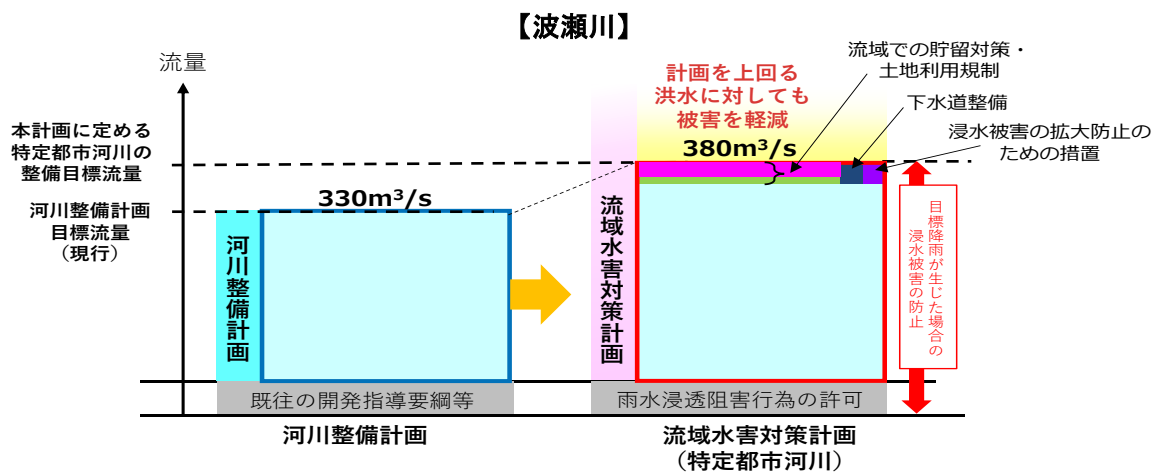 【波瀬川】
流量
本計画に定める
特定都市河川の
整備目標流量
河川整備計画
目標流量
（現行）
330m³/s
河川整備計画
既往の開発指導要綱等
河川整備計画
計画を上回る
洪水に対しても
被害を軽減
380m³/s
流域での貯留対策・
土地利用規制
下水道整備
浸水被害の拡大防止の
ための措置
流域水害対策計画
目標降雨が生じた場合の
浸水被害の防止
雨水浸透阻害行為の許可
流域水害対策計画
（特定都市河川）